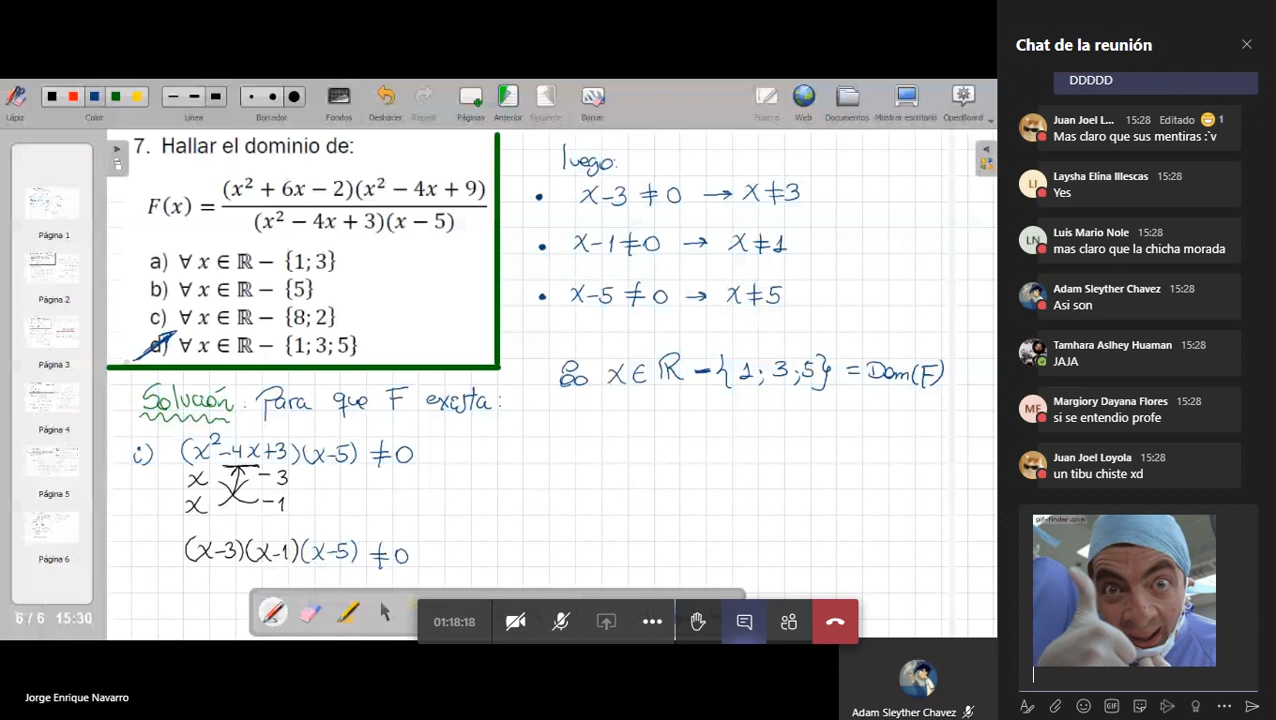 Chat de la reunión
DDDDD
Juan Joel L... 15:28 Editado 1
Mas claro que sus mentiras :'v
LI Laysha Elina Illescas 15:28
Yes
LN Luis Mario Nole 15:28
mas claro que la chicha morada
Adam Sleyther Chavez 15:28
Asi son
Tamhara Aslhey Huaman 15:28
JAJA
MF Margiory Dayana Flores 15:28
si se entendio profe
Juan Joel Loyola 15:28
un tibu chiste xd
gif-finder.com
Lápiz Color Línea Borrador Fondos Deshacer Repetir Páginas Anterior Siguiente Borrar Pizarra Web Documentos Mostrar escritorio OpenBoard
Página 1
Página 2
Página 3
Página 4
Página 5
Página 6
6 / 6 15:30
7. Hallar el dominio de:
F(x) = (x² + 6x − 2)(x² − 4x + 9)
(x² − 4x + 3)(x − 5)
a) ∀ x ∈ ℝ − {1; 3}
b) ∀ x ∈ ℝ − {5}
c) ∀ x ∈ ℝ − {8; 2}
d) ∀ x ∈ ℝ − {1; 3; 5}
Solución: Para que F exista:
i) (x²-4x+3)(x-5) ≠ 0
x -3
x -1
(x-3)(x-1)(x-5) ≠ 0
luego:
• x-3 ≠ 0 → x ≠ 3
• x-1 ≠ 0 → x ≠ 1
• x-5 ≠ 0 → x ≠ 5
∴ x ∈ ℝ - {1; 3; 5} = Dom(F)
01:18:18
Jorge Enrique Navarro
Adam Sleyther Chavez
GIF